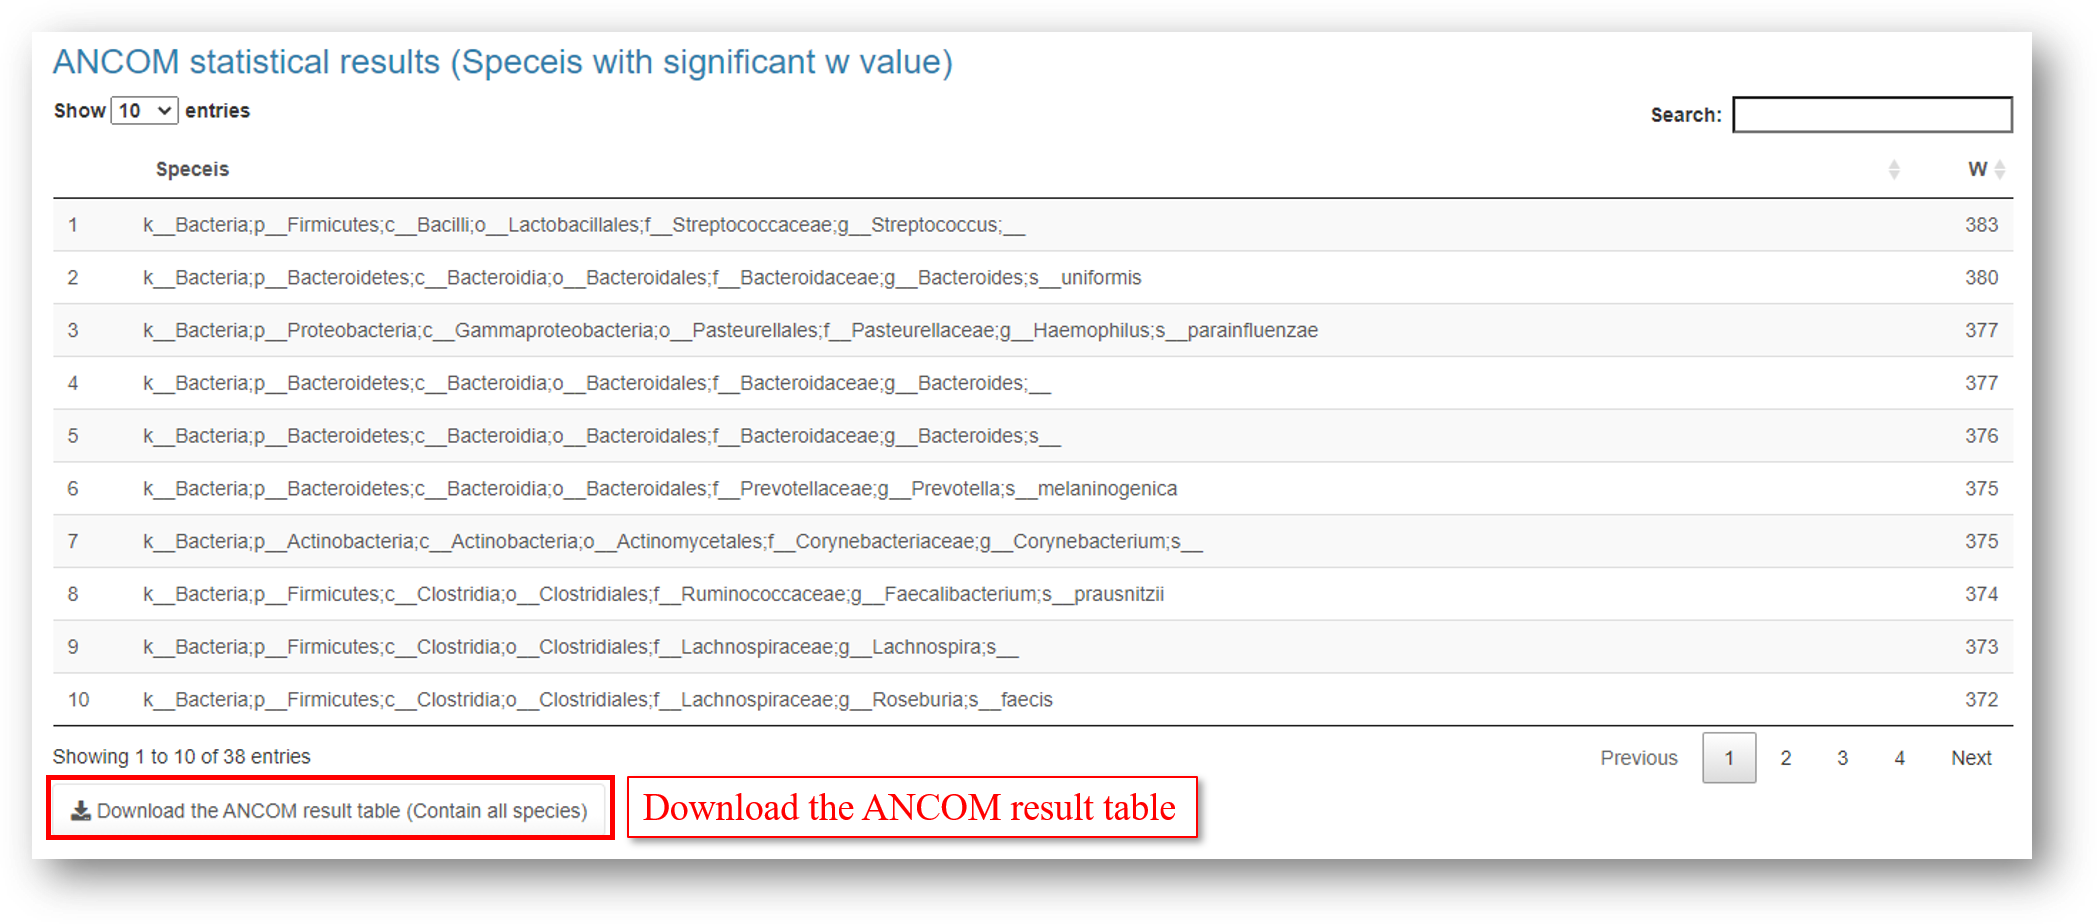 ANCOM statistical results (Speceis with significant w value)
Show 10 entries
Search:
Speceis W
1 k__Bacteria;p__Firmicutes;c__Bacilli;o__Lactobacillales;f__Streptococcaceae;g__Streptococcus;__ 383
2 k__Bacteria;p__Bacteroidetes;c__Bacteroidia;o__Bacteroidales;f__Bacteroidaceae;g__Bacteroides;s__uniformis 380
3 k__Bacteria;p__Proteobacteria;c__Gammaproteobacteria;o__Pasteurellales;f__Pasteurellaceae;g__Haemophilus;s__parainfluenzae 377
4 k__Bacteria;p__Bacteroidetes;c__Bacteroidia;o__Bacteroidales;f__Bacteroidaceae;g__Bacteroides;__ 377
5 k__Bacteria;p__Bacteroidetes;c__Bacteroidia;o__Bacteroidales;f__Bacteroidaceae;g__Bacteroides;s__ 376
6 k__Bacteria;p__Bacteroidetes;c__Bacteroidia;o__Bacteroidales;f__Prevotellaceae;g__Prevotella;s__melaninogenica 375
7 k__Bacteria;p__Actinobacteria;c__Actinobacteria;o__Actinomycetales;f__Corynebacteriaceae;g__Corynebacterium;s__ 375
8 k__Bacteria;p__Firmicutes;c__Clostridia;o__Clostridiales;f__Ruminococcaceae;g__Faecalibacterium;s__prausnitzii 374
9 k__Bacteria;p__Firmicutes;c__Clostridia;o__Clostridiales;f__Lachnospiraceae;g__Lachnospira;s__ 373
10 k__Bacteria;p__Firmicutes;c__Clostridia;o__Clostridiales;f__Lachnospiraceae;g__Roseburia;s__faecis 372
Showing 1 to 10 of 38 entries
Previous 1 2 3 4 Next
Download the ANCOM result table (Contain all species)
Download the ANCOM result table